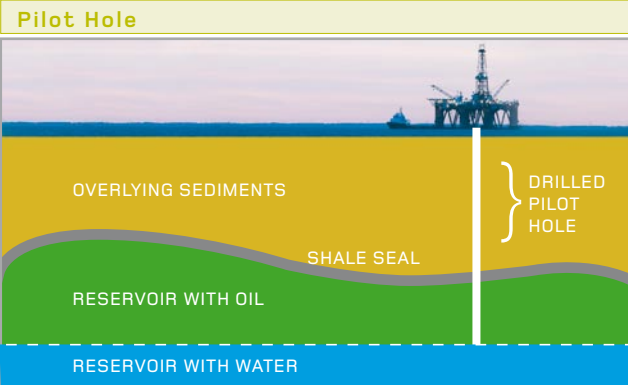 Pilot Hole
OVERLYING SEDIMENTS
DRILLED
PILOT
HOLE
SHALE SEAL
RESERVOIR WITH OIL
RESERVOIR WITH WATER